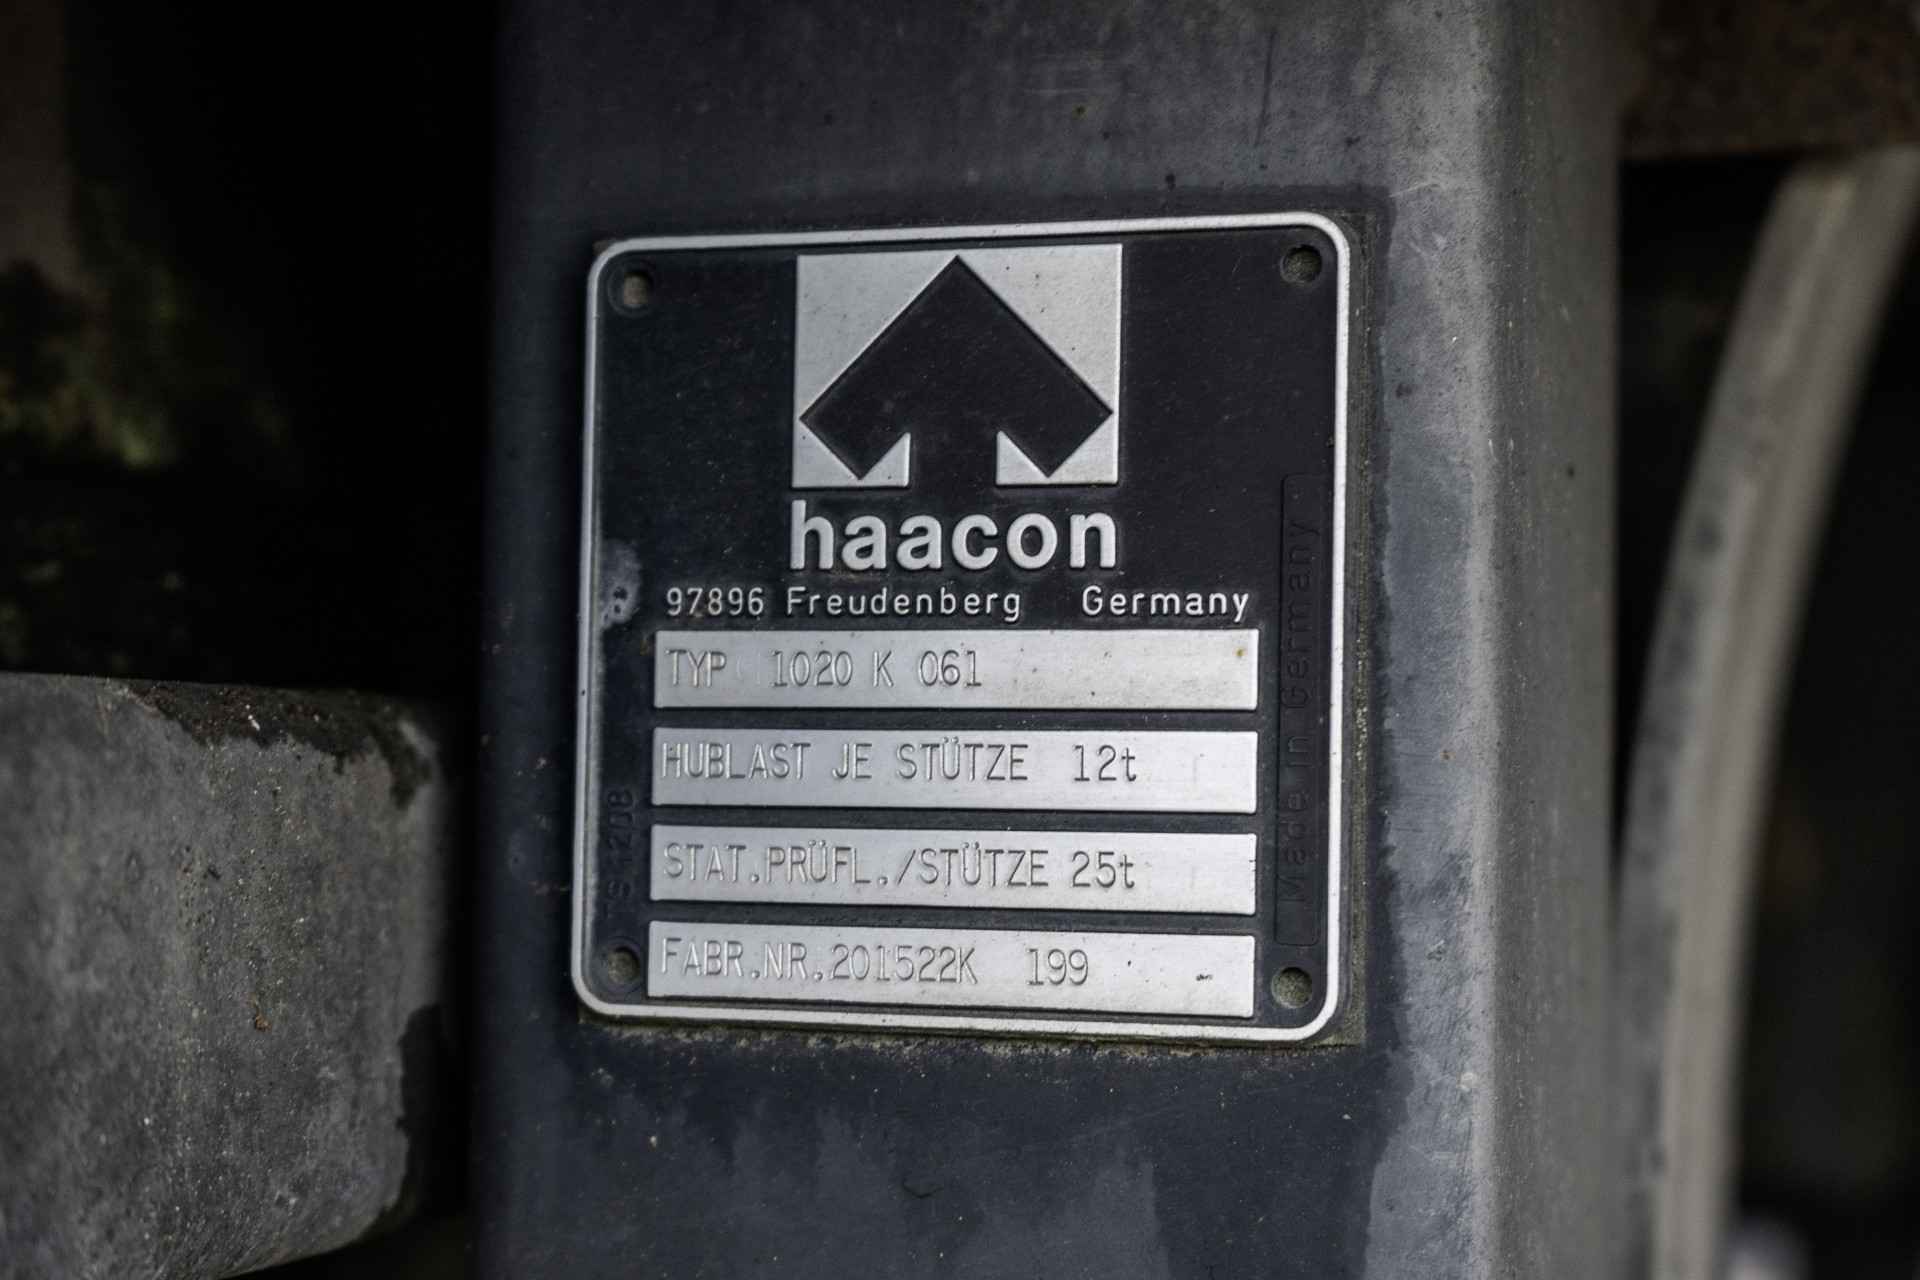 haacon
97896 Freudenberg Germany
TYP 1020 K 061
HUBLAST JE STÜTZE 12t
STAT.PRÜFL./STÜTZE 25t
FABR.NR.201522K 199
Made in Germany